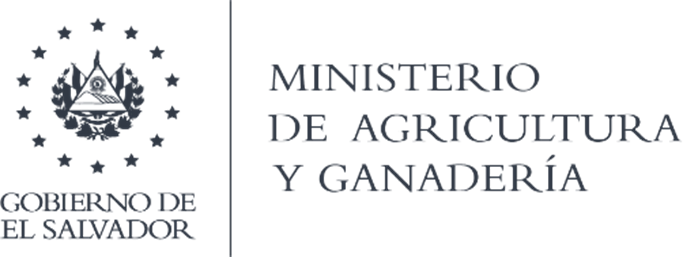 GOBIERNO DE
EL SALVADOR
MINISTERIO
DE AGRICULTURA
Y GANADERÍA